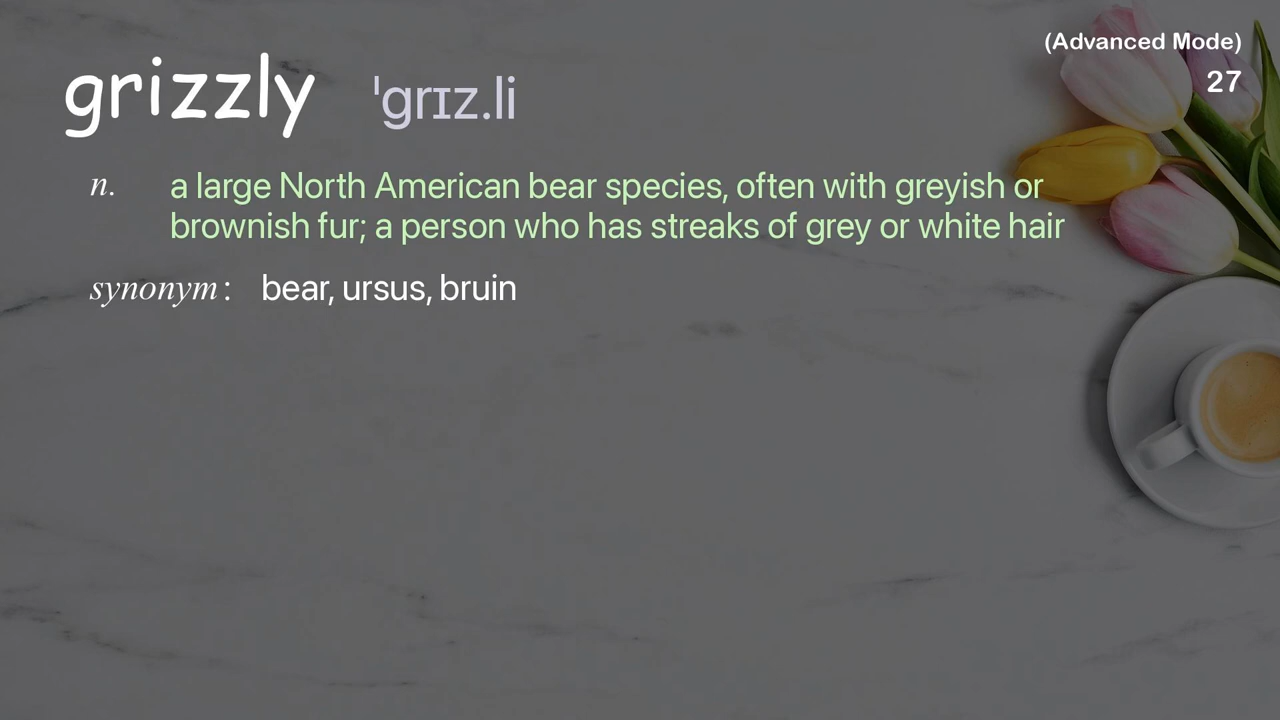 (Advanced Mode)
27
grizzly ˈgrɪz.li
n. a large North American bear species, often with greyish or
brownish fur; a person who has streaks of grey or white hair
synonym : bear, ursus, bruin